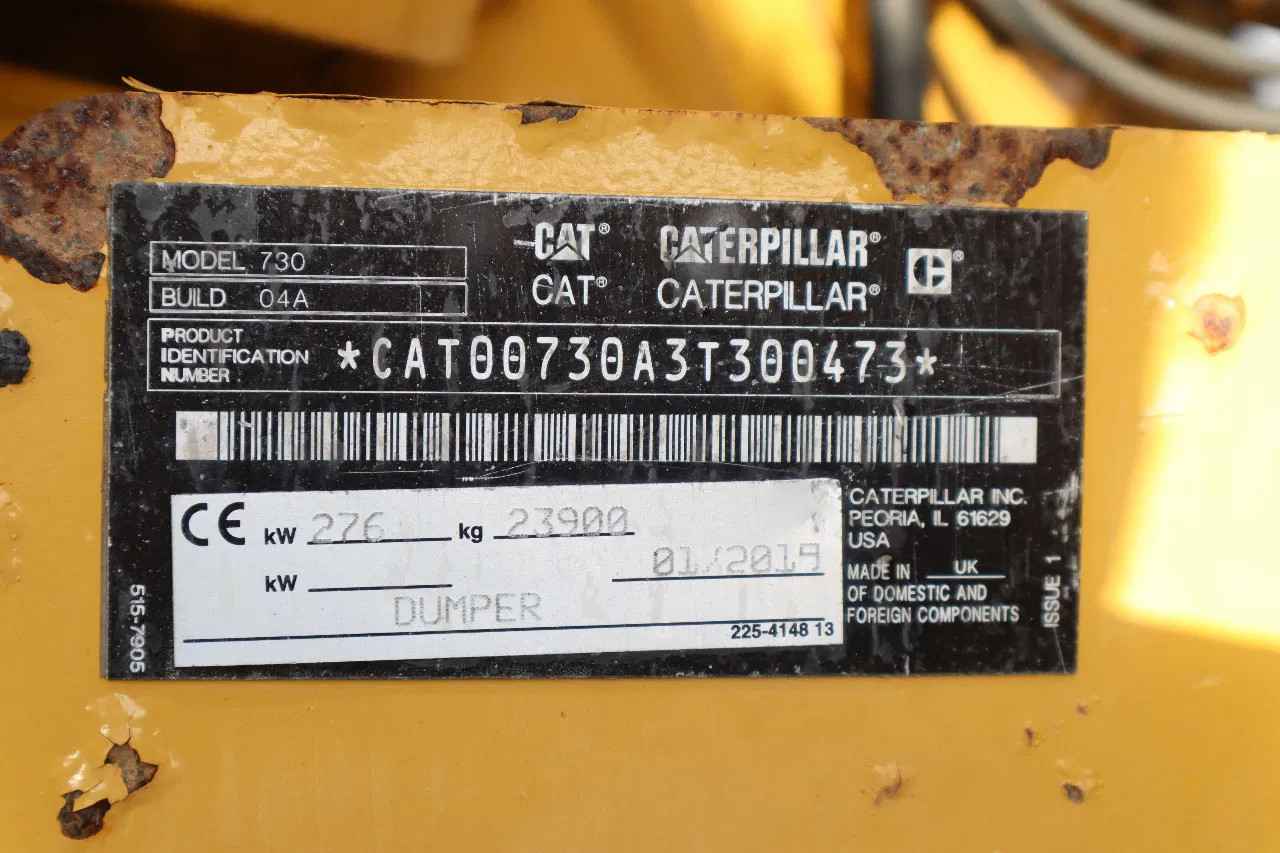 MODEL 730
BUILD 04A
CAT® CATERPILLAR®
CAT® CATERPILLAR®
PRODUCT
IDENTIFICATION
NUMBER
*CAT00730A3T300473*
CE kW 276 kg 23900
01/2019
kW
DUMPER
225-4148 13
CATERPILLAR INC.
PEORIA, IL 61629
USA
MADE IN UK
OF DOMESTIC AND
FOREIGN COMPONENTS
ISSUE 1
515-7905